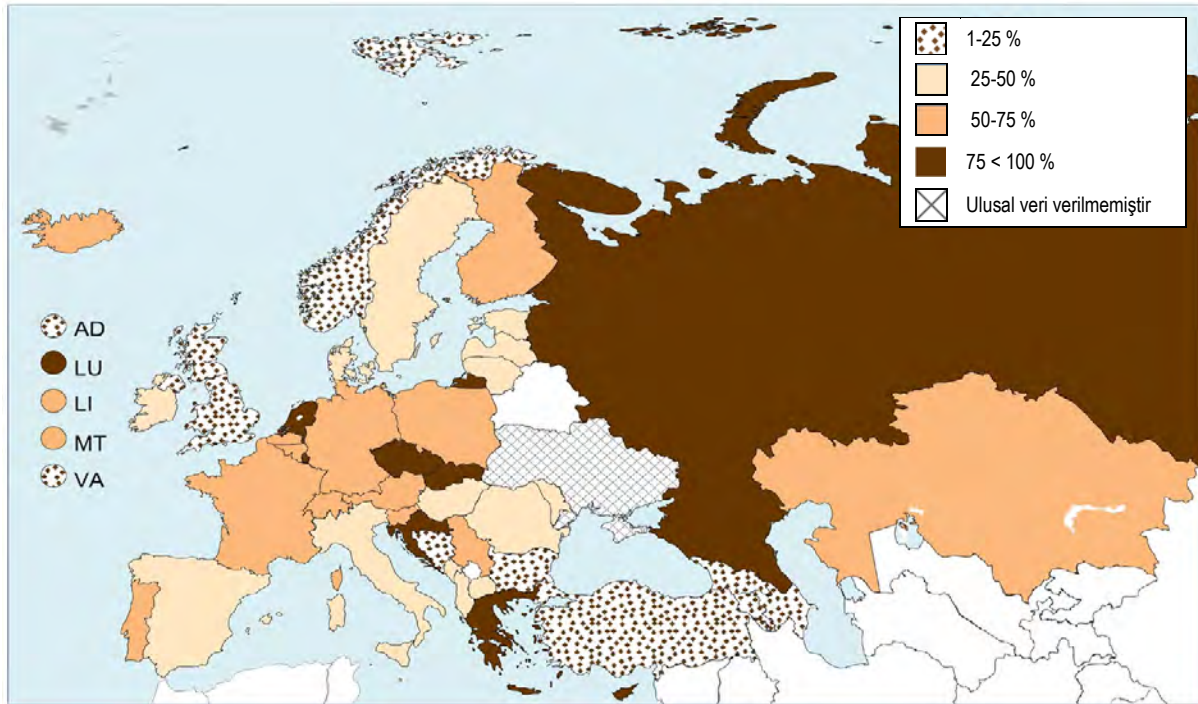 1-25 %
25-50 %
50-75 %
75 < 100 %
Ulusal veri verilmemiştir
AD
LU
LI
MT
VA